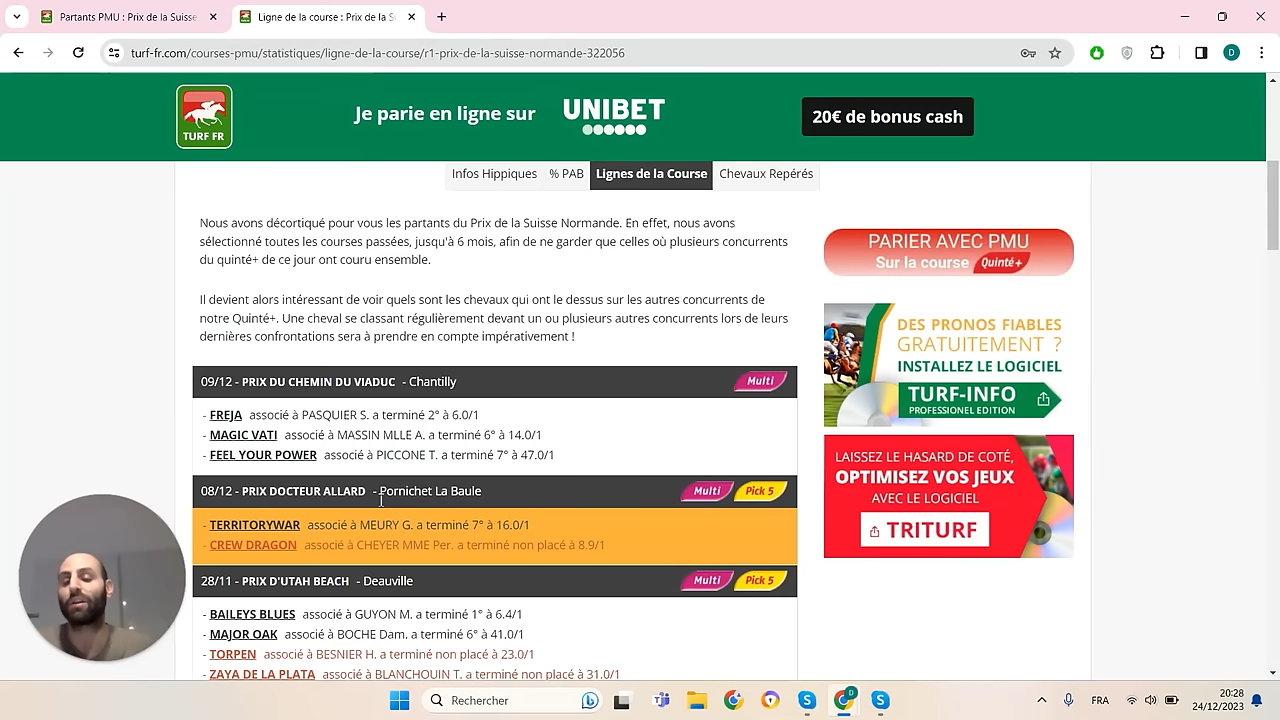 Partants PMU : Prix de la Suisse
Ligne de la course : Prix de la S
turf-fr.com/courses-pmu/statistiques/ligne-de-la-course/r1-prix-de-la-suisse-normande-322056
D
TURF FR
Je parie en ligne sur
UNIBET
20€ de bonus cash
Infos Hippiques
% PAB
Lignes de la Course
Chevaux Repérés
Nous avons décortiqué pour vous les partants du Prix de la Suisse Normande. En effet, nous avons
sélectionné toutes les courses passées, jusqu'à 6 mois, afin de ne garder que celles où plusieurs concurrents
du quinté+ de ce jour ont couru ensemble.
Il devient alors intéressant de voir quels sont les chevaux qui ont le dessus sur les autres concurrents de
notre Quinté+. Une cheval se classant régulièrement devant un ou plusieurs autres concurrents lors de leurs
dernières confrontations sera à prendre en compte impérativement !
09/12 - PRIX DU CHEMIN DU VIADUC - Chantilly
Multi
- FREJA associé à PASQUIER S. a terminé 2° à 6.0/1
- MAGIC VATI associé à MASSIN MLLE A. a terminé 6° à 14.0/1
- FEEL YOUR POWER associé à PICCONE T. a terminé 7° à 47.0/1
08/12 - PRIX DOCTEUR ALLARD - Pornichet La Baule
Multi
Pick 5
- TERRITORYWAR associé à MEURY G. a terminé 7° à 16.0/1
- CREW DRAGON associé à CHEYER MME Per. a terminé non placé à 8.9/1
28/11 - PRIX D'UTAH BEACH - Deauville
Multi
Pick 5
- BAILEYS BLUES associé à GUYON M. a terminé 1° à 6.4/1
- MAJOR OAK associé à BOCHE Dam. a terminé 6° à 41.0/1
- TORPEN associé à BESNIER H. a terminé non placé à 23.0/1
- ZAYA DE LA PLATA associé à BLANCHOUIN T. a terminé non placé à 31.0/1
PARIER AVEC PMU
Sur la course Quinté+
DES PRONOS FIABLES
GRATUITEMENT ?
INSTALLEZ LE LOGICIEL
TURF-INFO
PROFESSIONEL EDITION
LAISSEZ LE HASARD DE COTÉ,
OPTIMISEZ VOS JEUX
AVEC LE LOGICIEL
TRITURF
Rechercher
D
FRA
20:28
24/12/2023